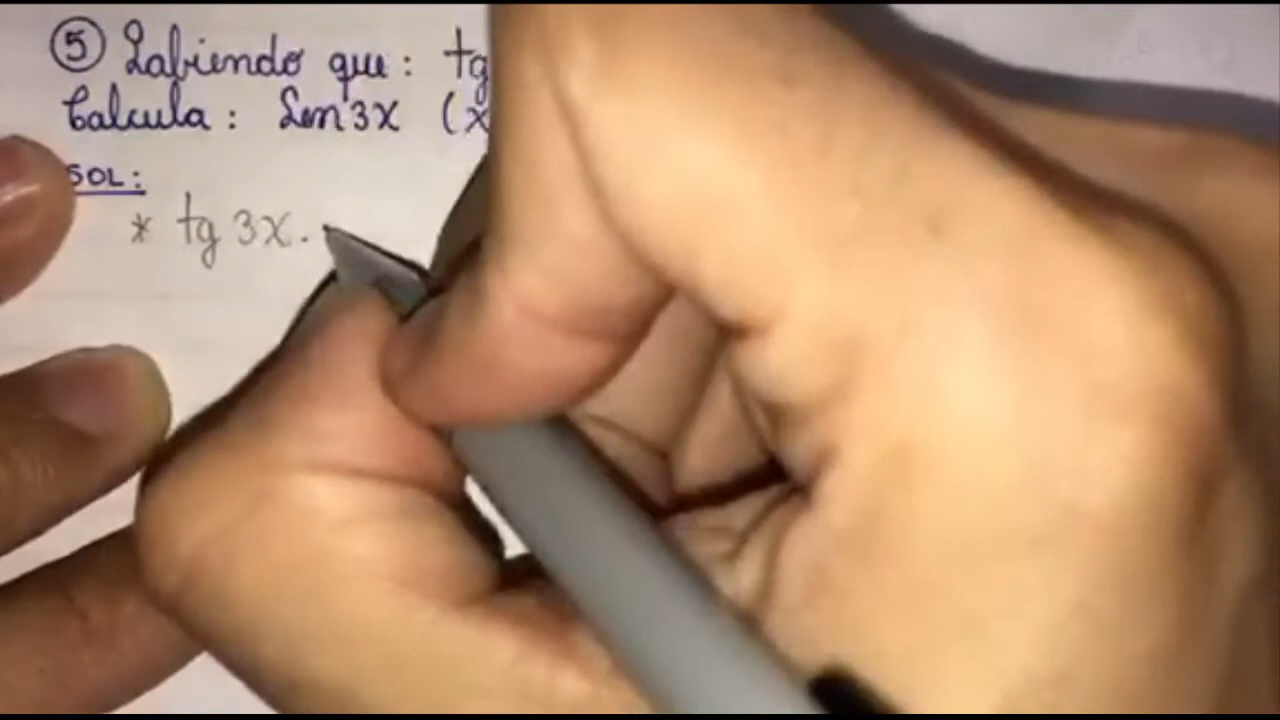 ⑤ Sabiendo que: tg
Calcula: Sen3x (x
SOL:
* tg 3x.